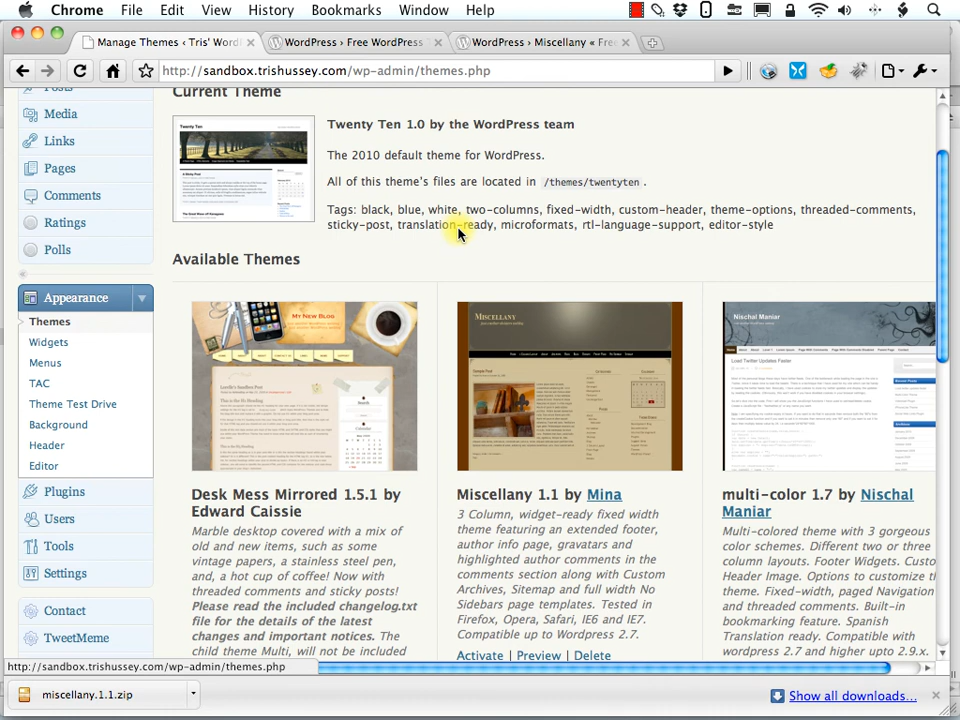 Chrome File Edit View History Bookmarks Window Help
Manage Themes ‹ Tris' WordP
WordPress › Free WordPress T
WordPress › Miscellany « Free
http://sandbox.trishussey.com/wp-admin/themes.php
Posts
Media
Links
Pages
Comments
Ratings
Polls
Appearance
Themes
Widgets
Menus
TAC
Theme Test Drive
Background
Header
Editor
Plugins
Users
Tools
Settings
Contact
TweetMeme
Current Theme
Twenty Ten 1.0 by the WordPress team
The 2010 default theme for WordPress.
All of this theme's files are located in /themes/twentyten .
Tags: black, blue, white, two-columns, fixed-width, custom-header, theme-options, threaded-comments,
sticky-post, translation-ready, microformats, rtl-language-support, editor-style
Available Themes
My New Blog
Miscellany
Nischal Maniar
Desk Mess Mirrored 1.5.1 by
Edward Caissie
Marble desktop covered with a mix of
old and new items, such as some
vintage papers, a stainless steel pen,
and, a hot cup of coffee! Now with
threaded comments and sticky posts!
Please read the included changelog.txt
file for the details of the latest
changes and important notices. The
child theme Multi, will not be included
Miscellany 1.1 by Mina
3 Column, widget-ready fixed width
theme featuring an extended footer,
author info page, gravatars and
highlighted author comments in the
comments section along with Custom
Archives, Sitemap and full width No
Sidebars page templates. Tested in
Firefox, Opera, Safari, IE6 and IE7.
Compatible up to Wordpress 2.7.
Activate | Preview | Delete
multi-color 1.7 by Nischal
Maniar
Multi-colored theme with 3 gorgeous
color schemes. Different two or three
column layouts. Footer Widgets. Custo
Header Image. Options to customize th
theme. Fixed-width, paged Navigation
and threaded comments. Built-in
bookmarking feature. Spanish
Translation ready. Compatible with
wordpress 2.7 and higher upto 2.9.x.
http://sandbox.trishussey.com/wp-admin/themes.php
miscellany.1.1.zip
Show all downloads...